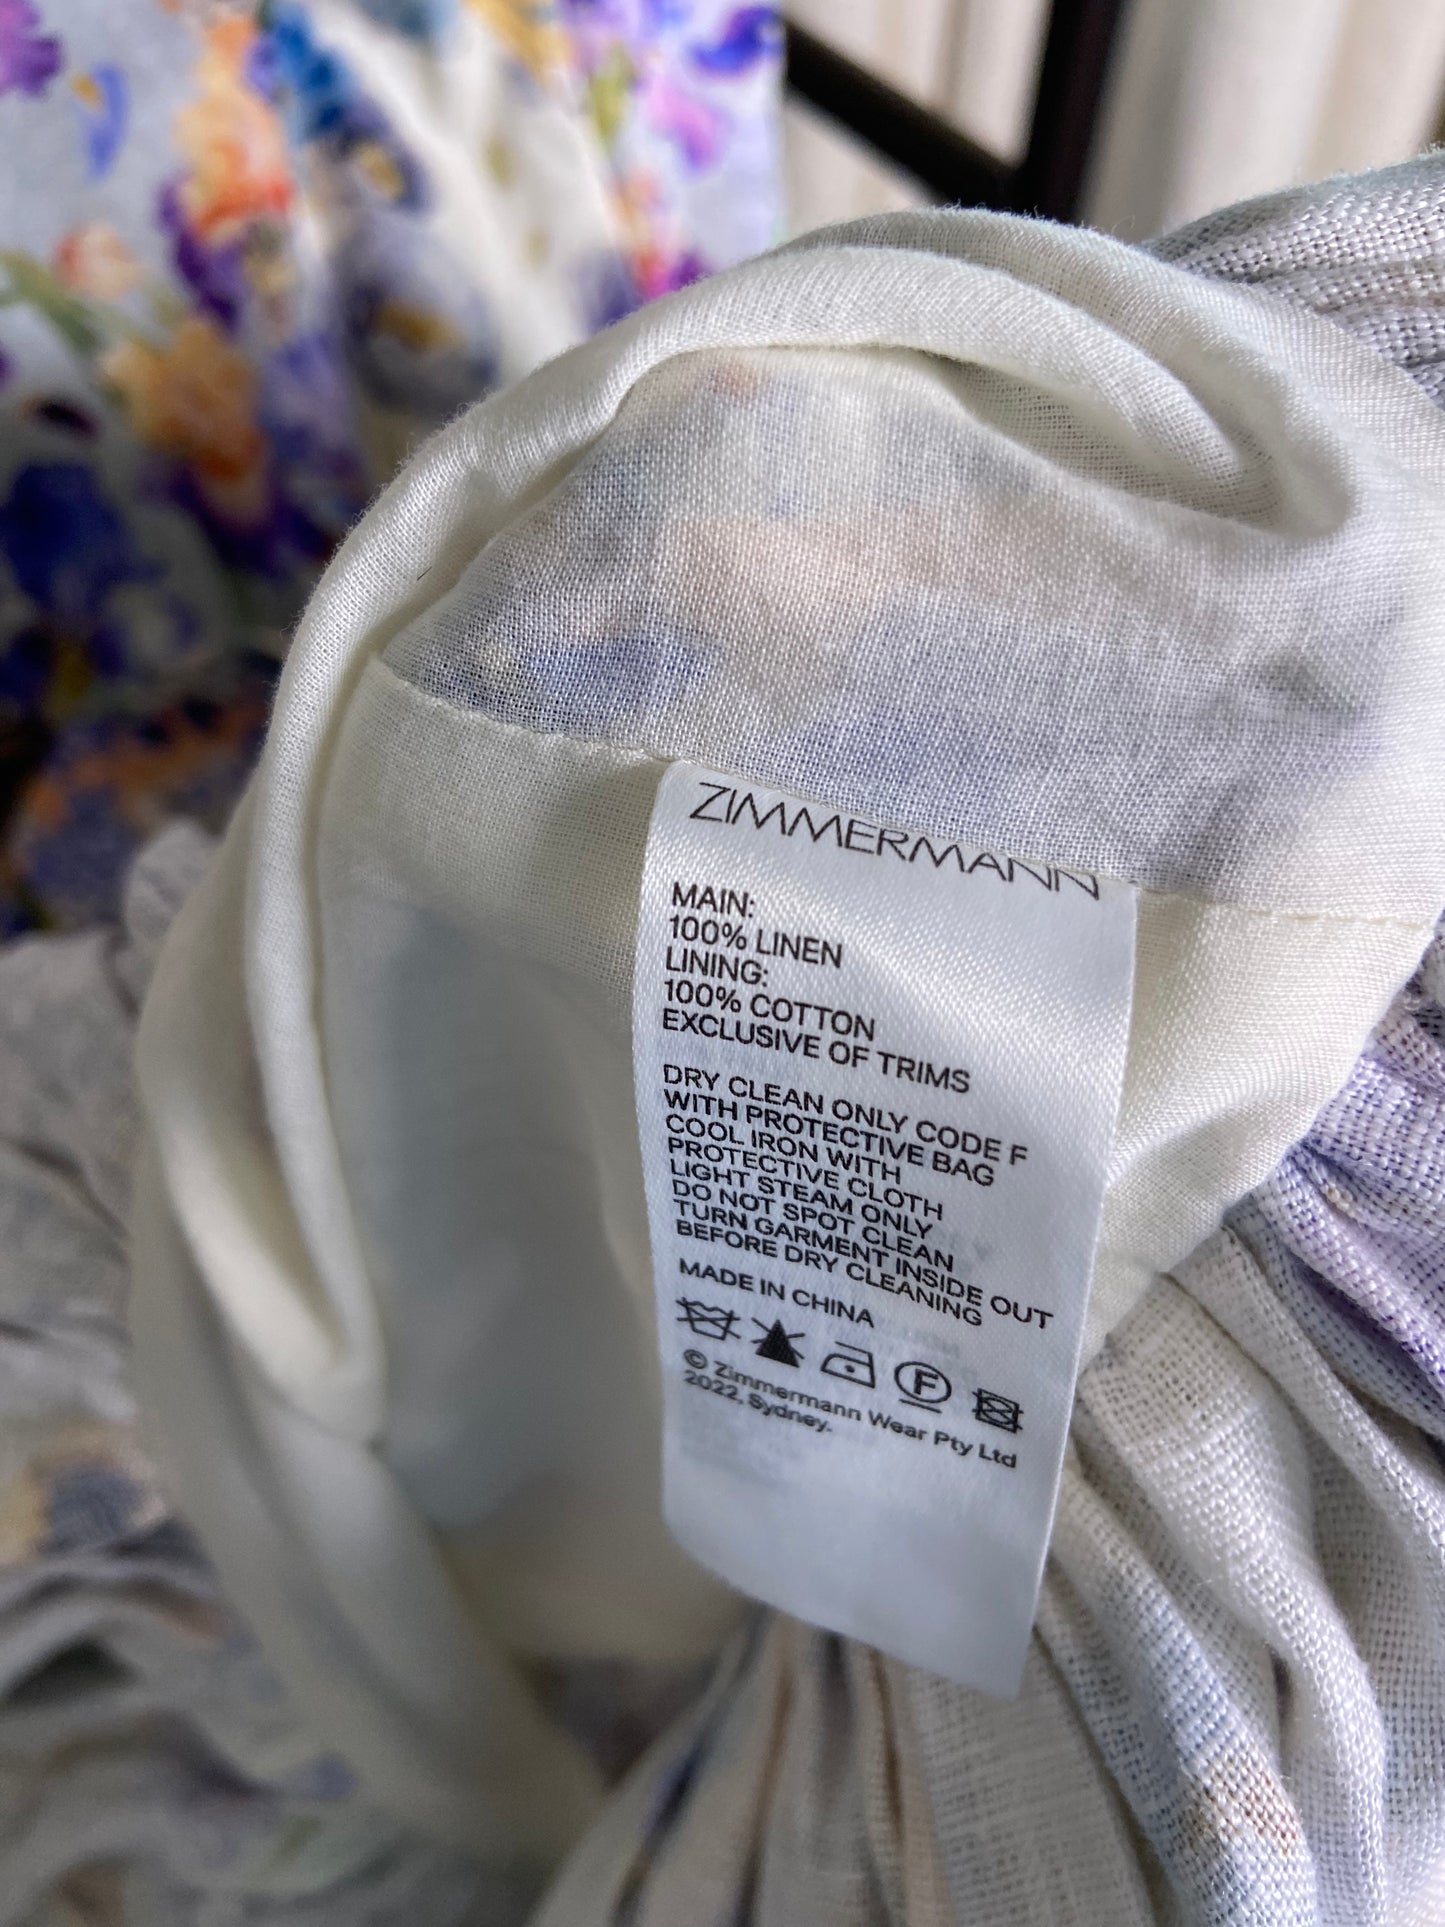 ZIMMERMANN
MAIN:
100% LINEN
LINING:
100% COTTON
EXCLUSIVE OF TRIMS
DRY CLEAN ONLY CODE F
WITH PROTECTIVE BAG
COOL IRON WITH
PROTECTIVE CLOTH
LIGHT STEAM ONLY
DO NOT SPOT CLEAN
TURN GARMENT INSIDE OUT
BEFORE DRY CLEANING
MADE IN CHINA
F
© Zimmermann Wear Pty Ltd
2022, Sydney.